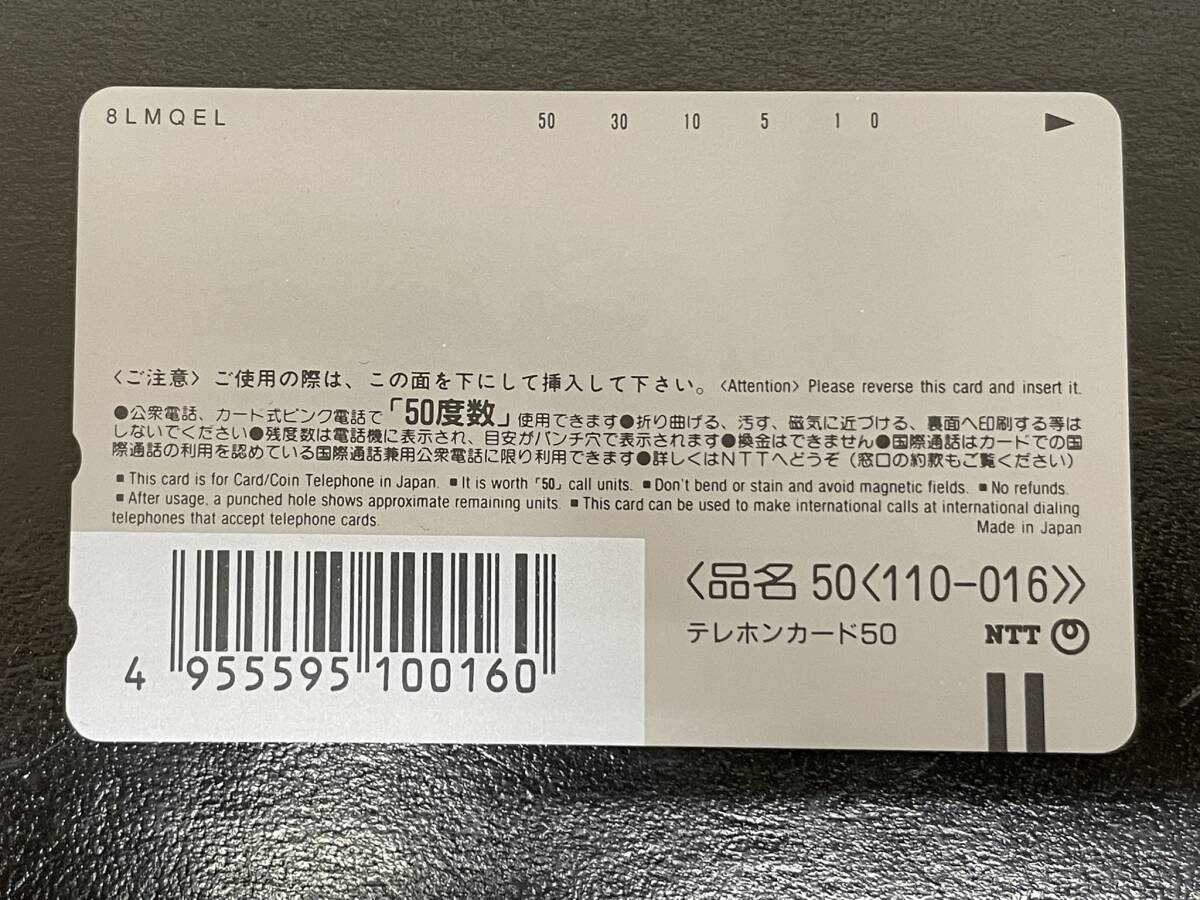 8LMQEL 50 30 10 5 1 0
〈ご注意〉ご使用の際は、この面を下にして挿入して下さい。〈Attention〉Please reverse this card and insert it.
●公衆電話、カード式ピンク電話で「50度数」使用できます●折り曲げる、汚す、磁気に近づける、裏面へ印刷する等は
しないでください●残度数は電話機に表示され、目安がパンチ穴で表示されます●換金はできません●国際通話はカードでの国
際通話の利用を認めている国際通話兼用公衆電話に限り利用できます●詳しくはNTTへどうぞ(窓口の約款もご覧ください)
■This card is for Card/Coin Telephone in Japan. ■It is worth「50」call units. ■Don't bend or stain and avoid magnetic fields. ■No refunds.
■After usage, a punched hole shows approximate remaining units. ■This card can be used to make international calls at international dialing
telephones that accept telephone cards.
Made in Japan
〈品名 50〈110-016〉〉
テレホンカード50 NTT
4 955595 100160